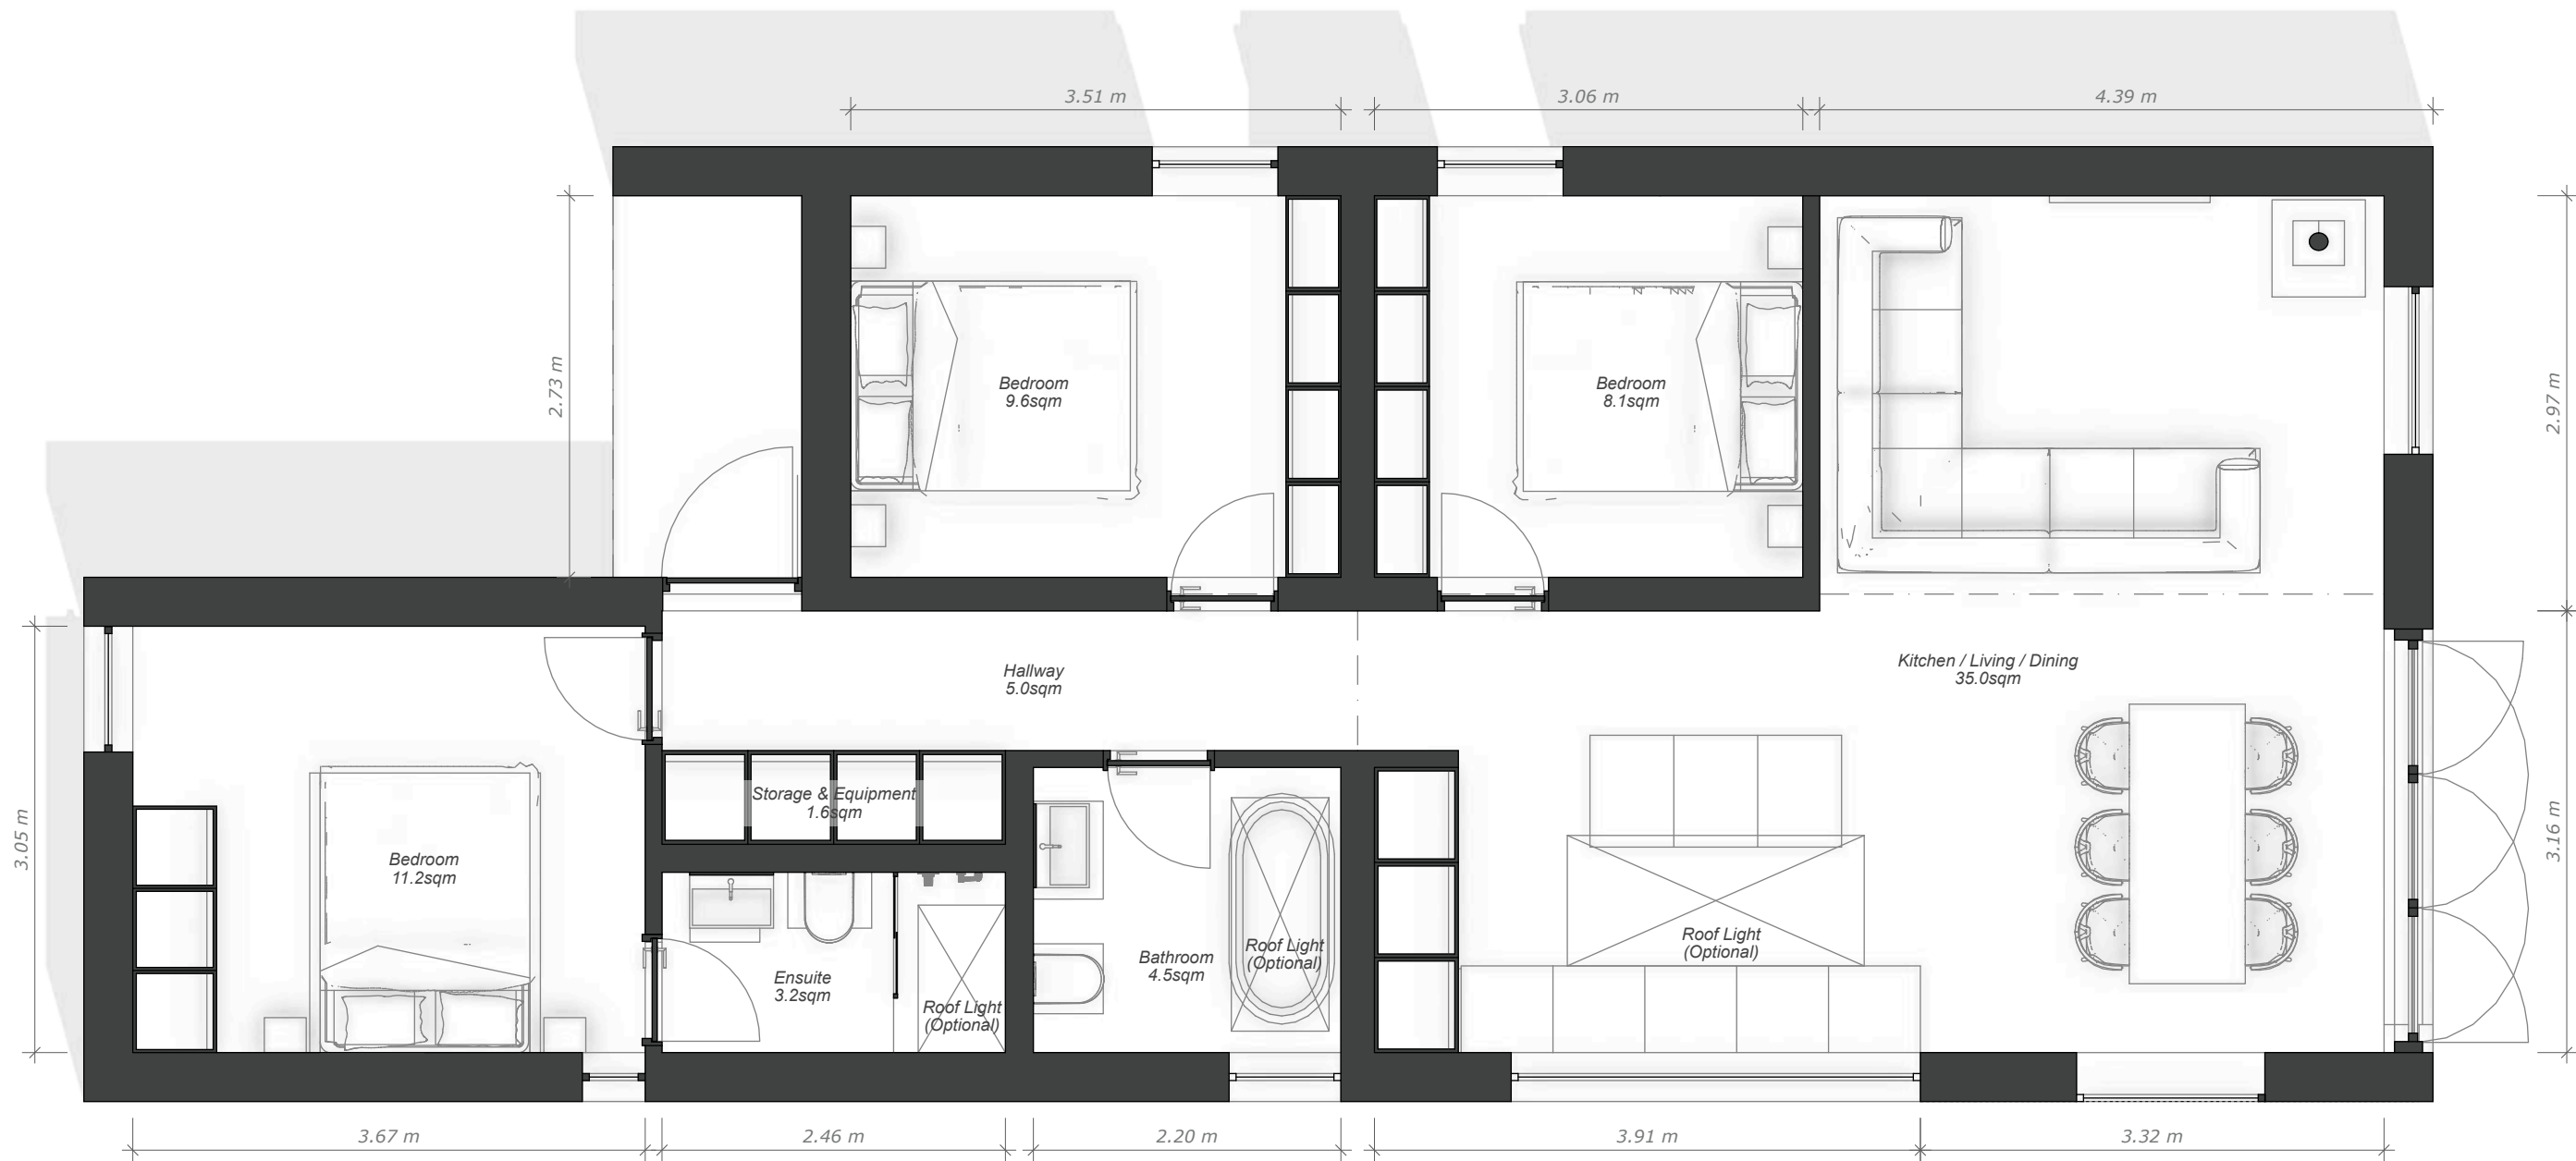 3.51 m
3.06 m
4.39 m
2.73 m
2.97 m
Bedroom
9.6sqm
Bedroom
8.1sqm
Hallway
5.0sqm
Kitchen / Living / Dining
35.0sqm
Storage & Equipment
1.6sqm
3.05 m
3.16 m
Bedroom
11.2sqm
Ensuite
3.2sqm
Roof Light
(Optional)
Bathroom
4.5sqm
Roof Light
(Optional)
Roof Light
(Optional)
3.67 m
2.46 m
2.20 m
3.91 m
3.32 m